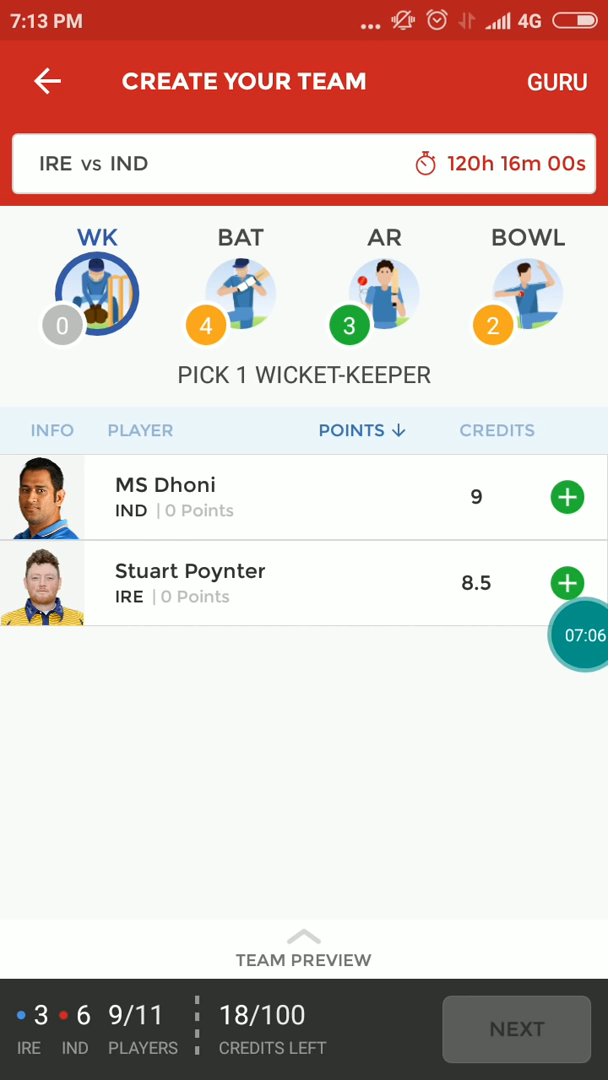 7:13 PM
4G
CREATE YOUR TEAM
GURU
IRE vs IND
120h 16m 00s
WK BAT AR BOWL
0 4 3 2
PICK 1 WICKET-KEEPER
INFO PLAYER POINTS CREDITS
MS Dhoni
IND | 0 Points
9
Stuart Poynter
IRE | 0 Points
8.5
07:06
TEAM PREVIEW
3 6 9/11 18/100
IRE IND PLAYERS CREDITS LEFT
NEXT